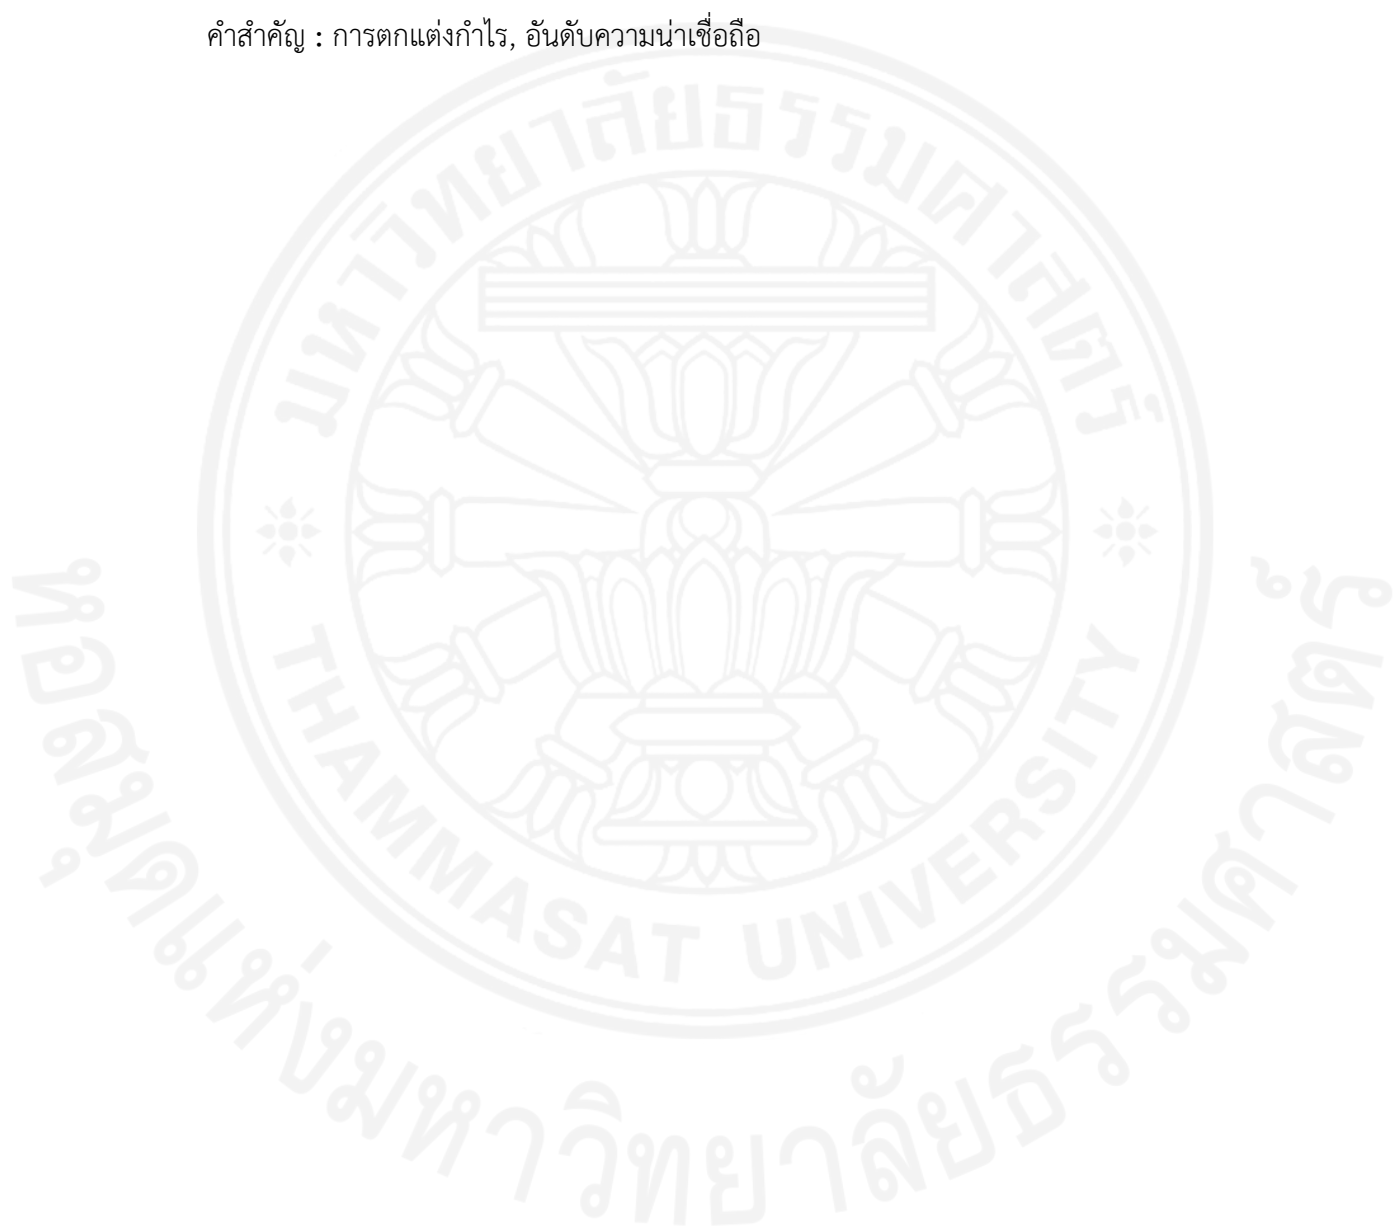 คำสำคัญ : การตกแต่งกำไร, อันดับความน่าเชื่อถือ
มหาวิทยาลัยธรรมศาสตร์
THAMMASAT UNIVERSITY
หอสมุดแห่งมหาวิทยาลัยธรรมศาสตร์